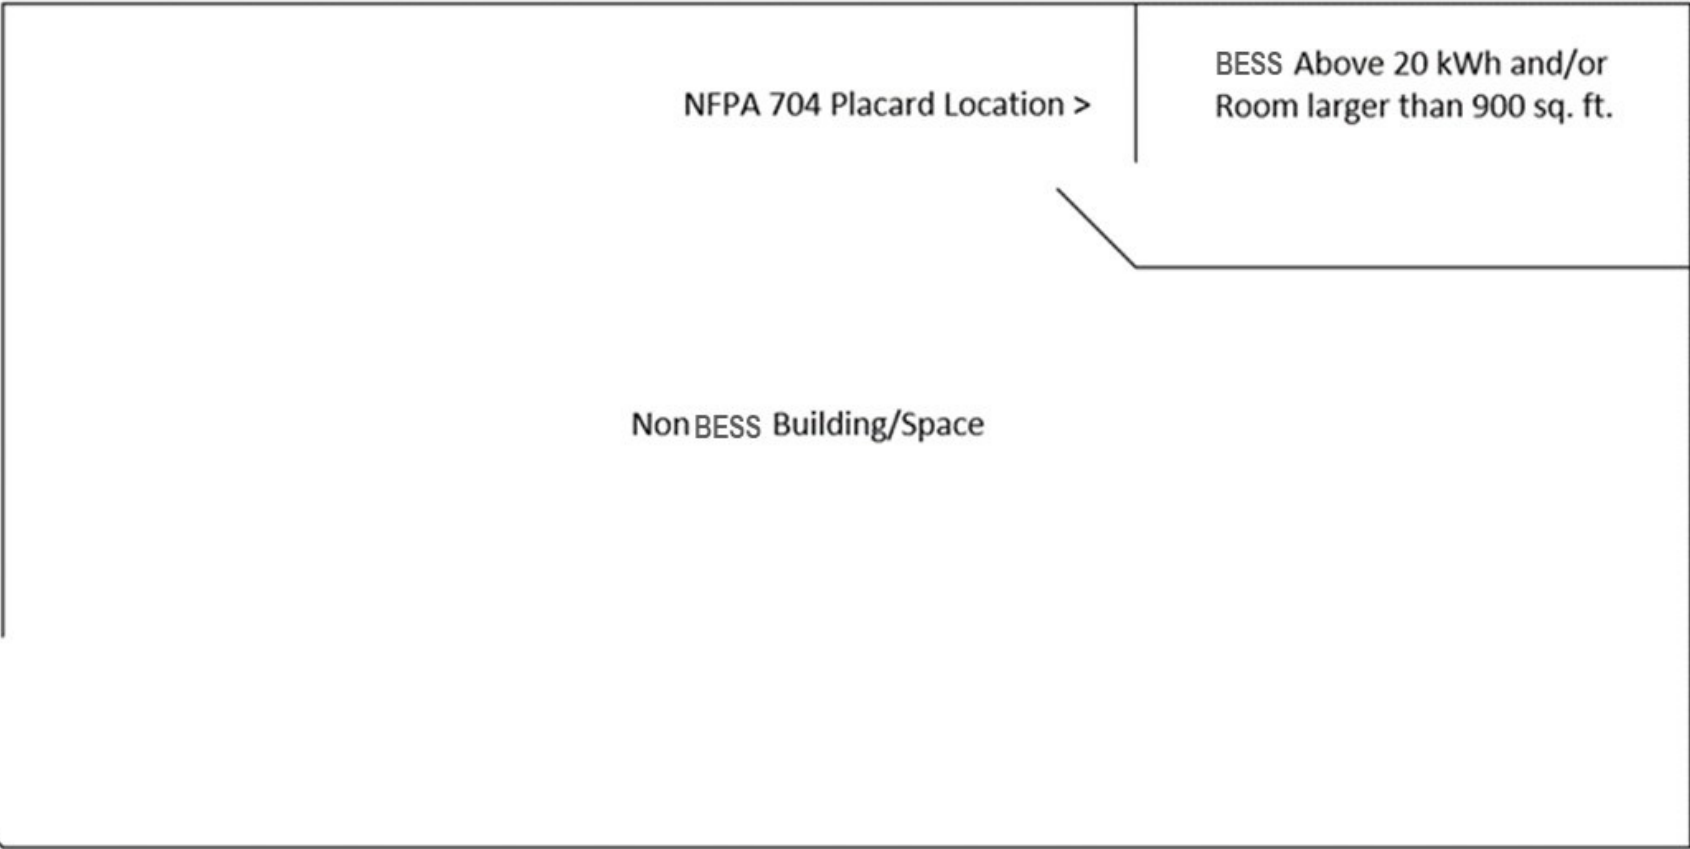 BESS Above 20 kWh and/or
Room larger than 900 sq. ft.
NFPA 704 Placard Location >
Non BESS Building/Space